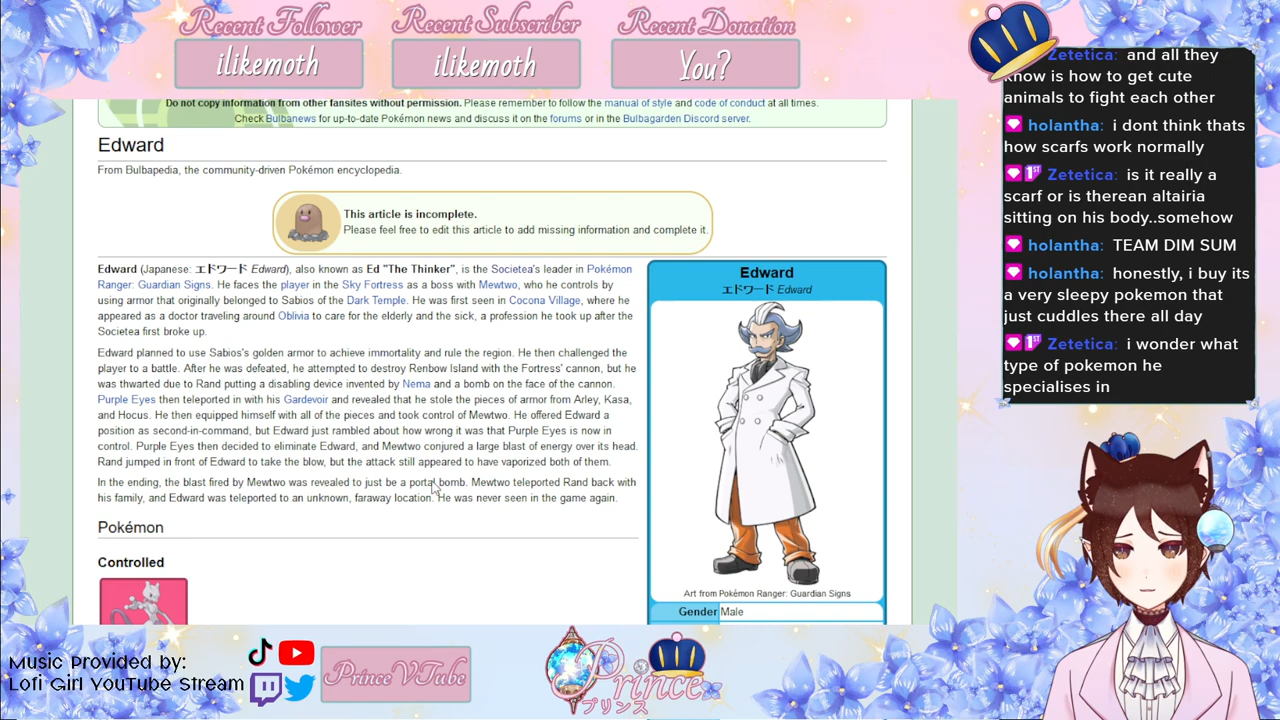 Recent Follower
ilikemoth
Recent Subscriber
ilikemoth
Recent Donation
You?
Do not copy information from other fansites without permission. Please remember to follow the manual of style and code of conduct at all times.
Check Bulbanews for up-to-date Pokémon news and discuss it on the forums or in the Bulbagarden Discord server.
Edward
From Bulbapedia, the community-driven Pokémon encyclopedia.
This article is incomplete.
Please feel free to edit this article to add missing information and complete it.
Edward (Japanese: エドワード Edward), also known as Ed "The Thinker", is the Societea's leader in Pokémon
Ranger: Guardian Signs. He faces the player in the Sky Fortress as a boss with Mewtwo, who he controls by
using armor that originally belonged to Sabios of the Dark Temple. He was first seen in Cocona Village, where he
appeared as a doctor traveling around Oblivia to care for the elderly and the sick, a profession he took up after the
Societea first broke up.
Edward planned to use Sabios's golden armor to achieve immortality and rule the region. He then challenged the
player to a battle. After he was defeated, he attempted to destroy Renbow Island with the Fortress' cannon, but he
was thwarted due to Rand putting a disabling device invented by Nema and a bomb on the face of the cannon.
Purple Eyes then teleported in with his Gardevoir and revealed that he stole the pieces of armor from Arley, Kasa,
and Hocus. He then equipped himself with all of the pieces and took control of Mewtwo. He offered Edward a
position as second-in-command, but Edward just rambled about how wrong it was that Purple Eyes is now in
control. Purple Eyes then decided to eliminate Edward, and Mewtwo conjured a large blast of energy over its head.
Rand jumped in front of Edward to take the blow, but the attack still appeared to have vaporized both of them.
In the ending, the blast fired by Mewtwo was revealed to just be a portal bomb. Mewtwo teleported Rand back with
his family, and Edward was teleported to an unknown, faraway location. He was never seen in the game again.
Pokémon
Controlled
Edward
エドワード Edward
Art from Pokémon Ranger: Guardian Signs
Gender Male
Zetetica: and all they
know is how to get cute
animals to fight each other
holantha: i dont think thats
how scarfs work normally
1ST Zetetica: is it really a
scarf or is therean altairia
sitting on his body..somehow
holantha: TEAM DIM SUM
holantha: honestly, i buy its
a very sleepy pokemon that
just cuddles there all day
1ST Zetetica: i wonder what
type of pokemon he
specialises in
Music Provided by:
Lofi Girl YouTube Stream
PrinceVTube
Prince
プリンス